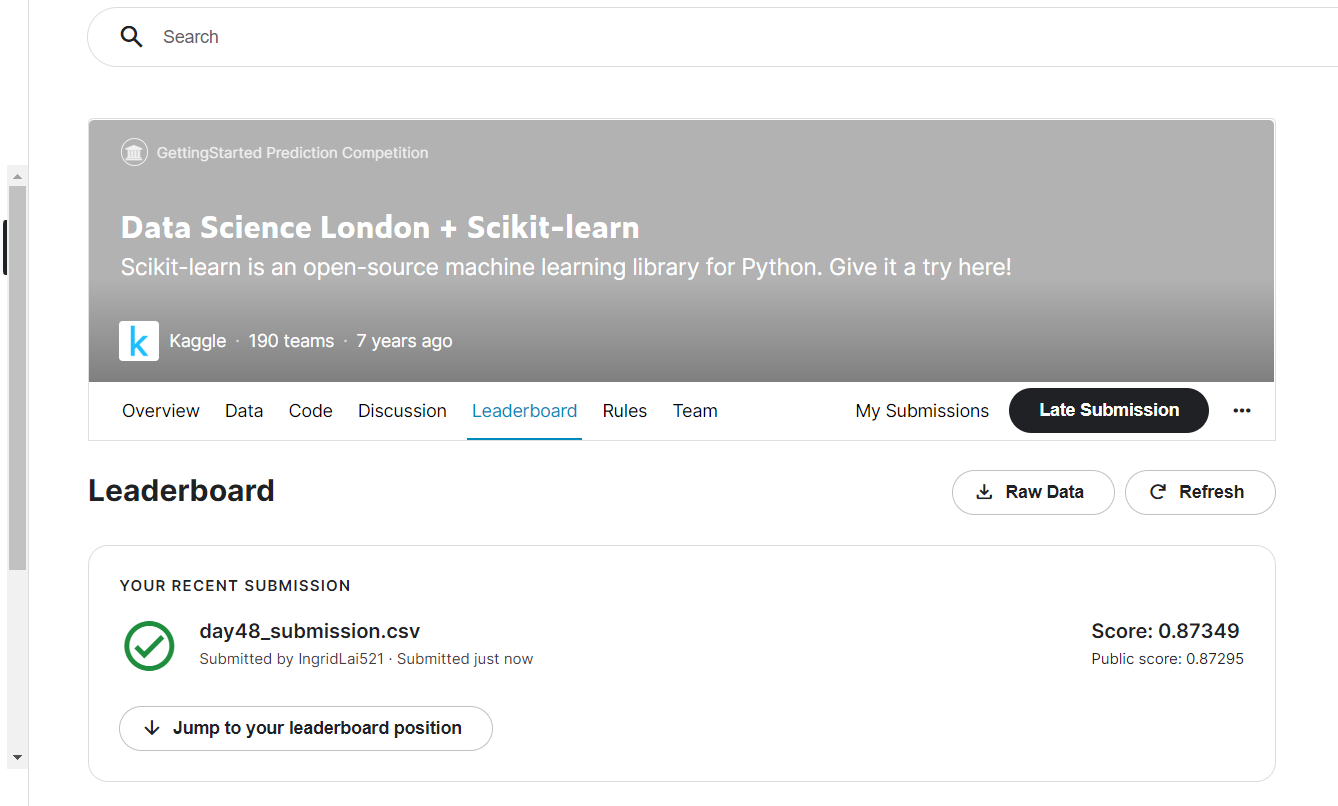 Search
GettingStarted Prediction Competition
Data Science London + Scikit-learn
Scikit-learn is an open-source machine learning library for Python. Give it a try here!
k
Kaggle · 190 teams · 7 years ago
Overview Data Code Discussion Leaderboard Rules Team My Submissions Late Submission
Leaderboard
Raw Data Refresh
YOUR RECENT SUBMISSION
day48_submission.csv Score: 0.87349
Submitted by IngridLai521 · Submitted just now Public score: 0.87295
Jump to your leaderboard position